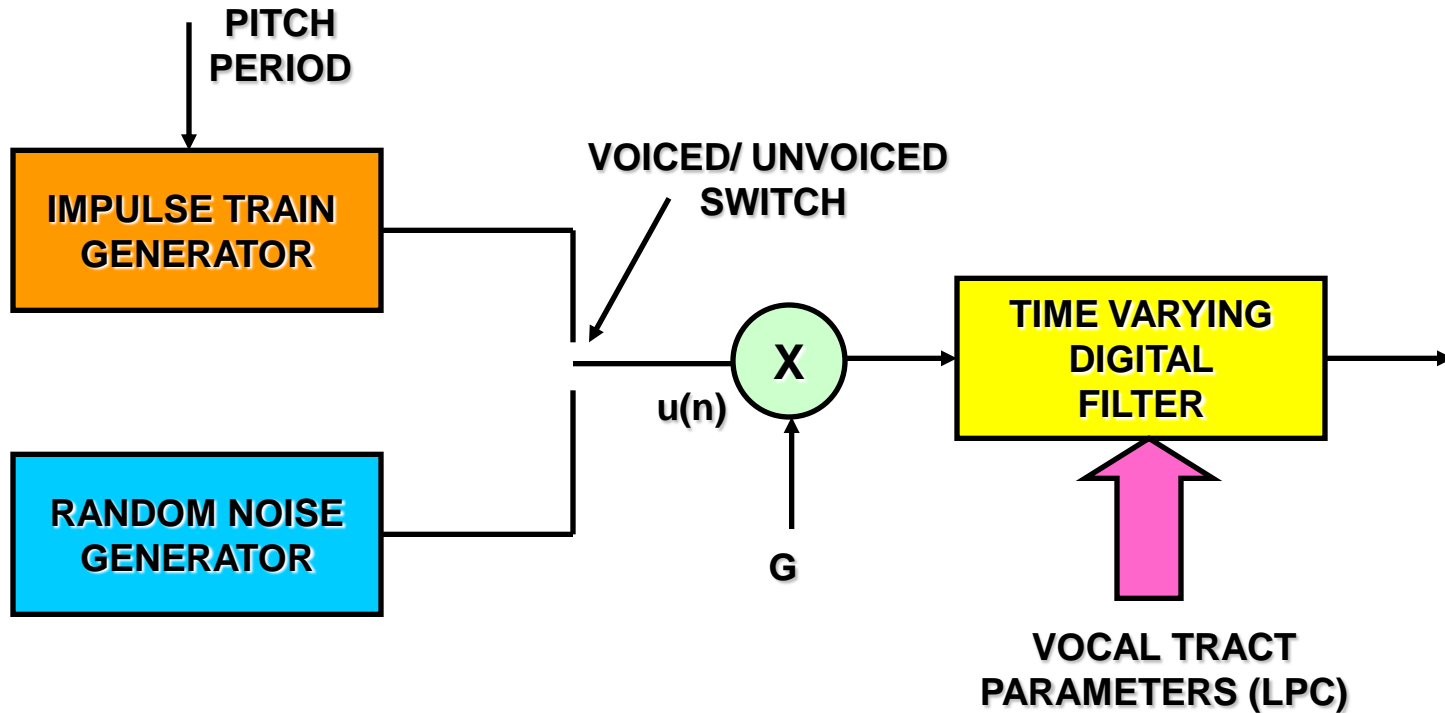 PITCH
PERIOD
IMPULSE TRAIN
GENERATOR
VOICED/ UNVOICED
SWITCH
u(n)
X
TIME VARYING
DIGITAL
FILTER
RANDOM NOISE
GENERATOR
G
VOCAL TRACT
PARAMETERS (LPC)